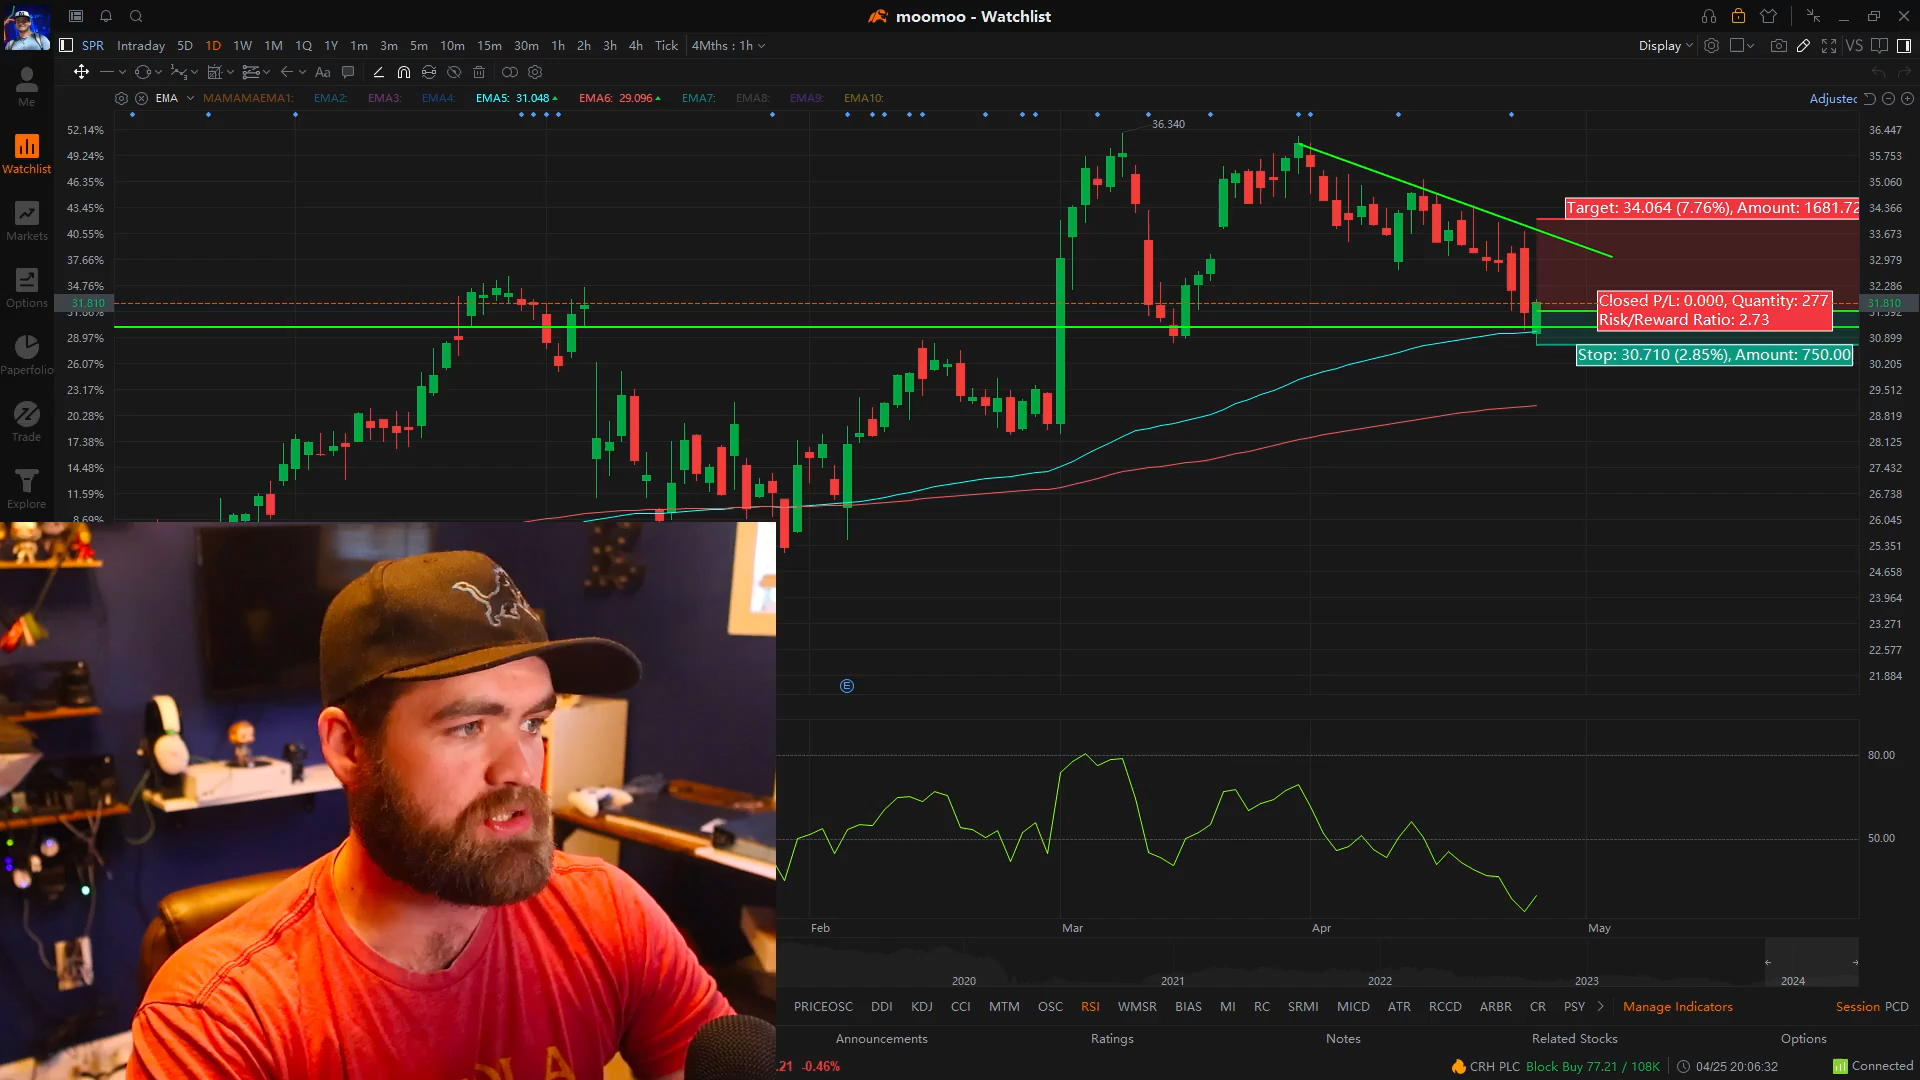 moomoo - Watchlist
SPR Intraday 5D 1D 1W 1M 1Q 1Y 1m 3m 5m 10m 15m 30m 1h 2h 3h 4h Tick 4Mths : 1h
Display
VS
Aa
EMA MAMAMAEMA1: EMA2: EMA3: EMA4: EMA5: 31.048 EMA6: 29.096 EMA7: EMA8: EMA9: EMA10:
Adjusted
Me
Watchlist
Markets
Options
Paperfolio
Trade
Explore
52.14%
49.24%
46.35%
43.45%
40.55%
37.66%
34.76%
31.810
31.86%
28.97%
26.07%
23.17%
20.28%
17.38%
14.48%
11.59%
8.69%
36.340
Target: 34.064 (7.76%), Amount: 1681.72
Closed P/L: 0.000, Quantity: 277
Risk/Reward Ratio: 2.73
Stop: 30.710 (2.85%), Amount: 750.00
36.447
35.753
35.060
34.366
33.673
32.979
32.286
31.810
31.592
30.899
30.205
29.512
28.819
28.125
27.432
26.738
26.045
25.351
24.658
23.964
23.271
22.577
21.884
E
80.00
50.00
Feb Mar Apr May
2020 2021 2022 2023 2024
PRICEOSC DDI KDJ CCI MTM OSC RSI WMSR BIAS MI RC SRMI MICD ATR RCCD ARBR CR PSY Manage Indicators Session PCD
Announcements Ratings Notes Related Stocks Options
.21 -0.46% CRH PLC Block Buy 77.21 / 108K 04/25 20:06:32 Connected